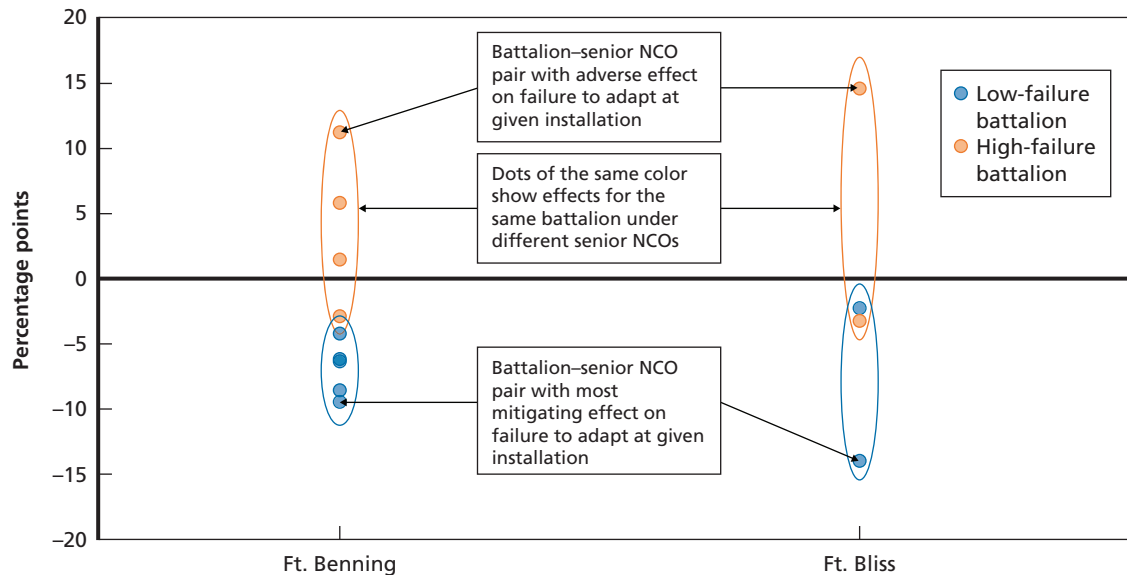 Percentage points
20
15
10
5
0
–5
–10
–15
–20
Battalion–senior NCO
pair with adverse effect
on failure to adapt at
given installation
Dots of the same color
show effects for the
same battalion under
different senior NCOs
Battalion–senior NCO
pair with most
mitigating effect on
failure to adapt at given
installation
Low-failure
battalion
High-failure
battalion
Ft. Benning
Ft. Bliss